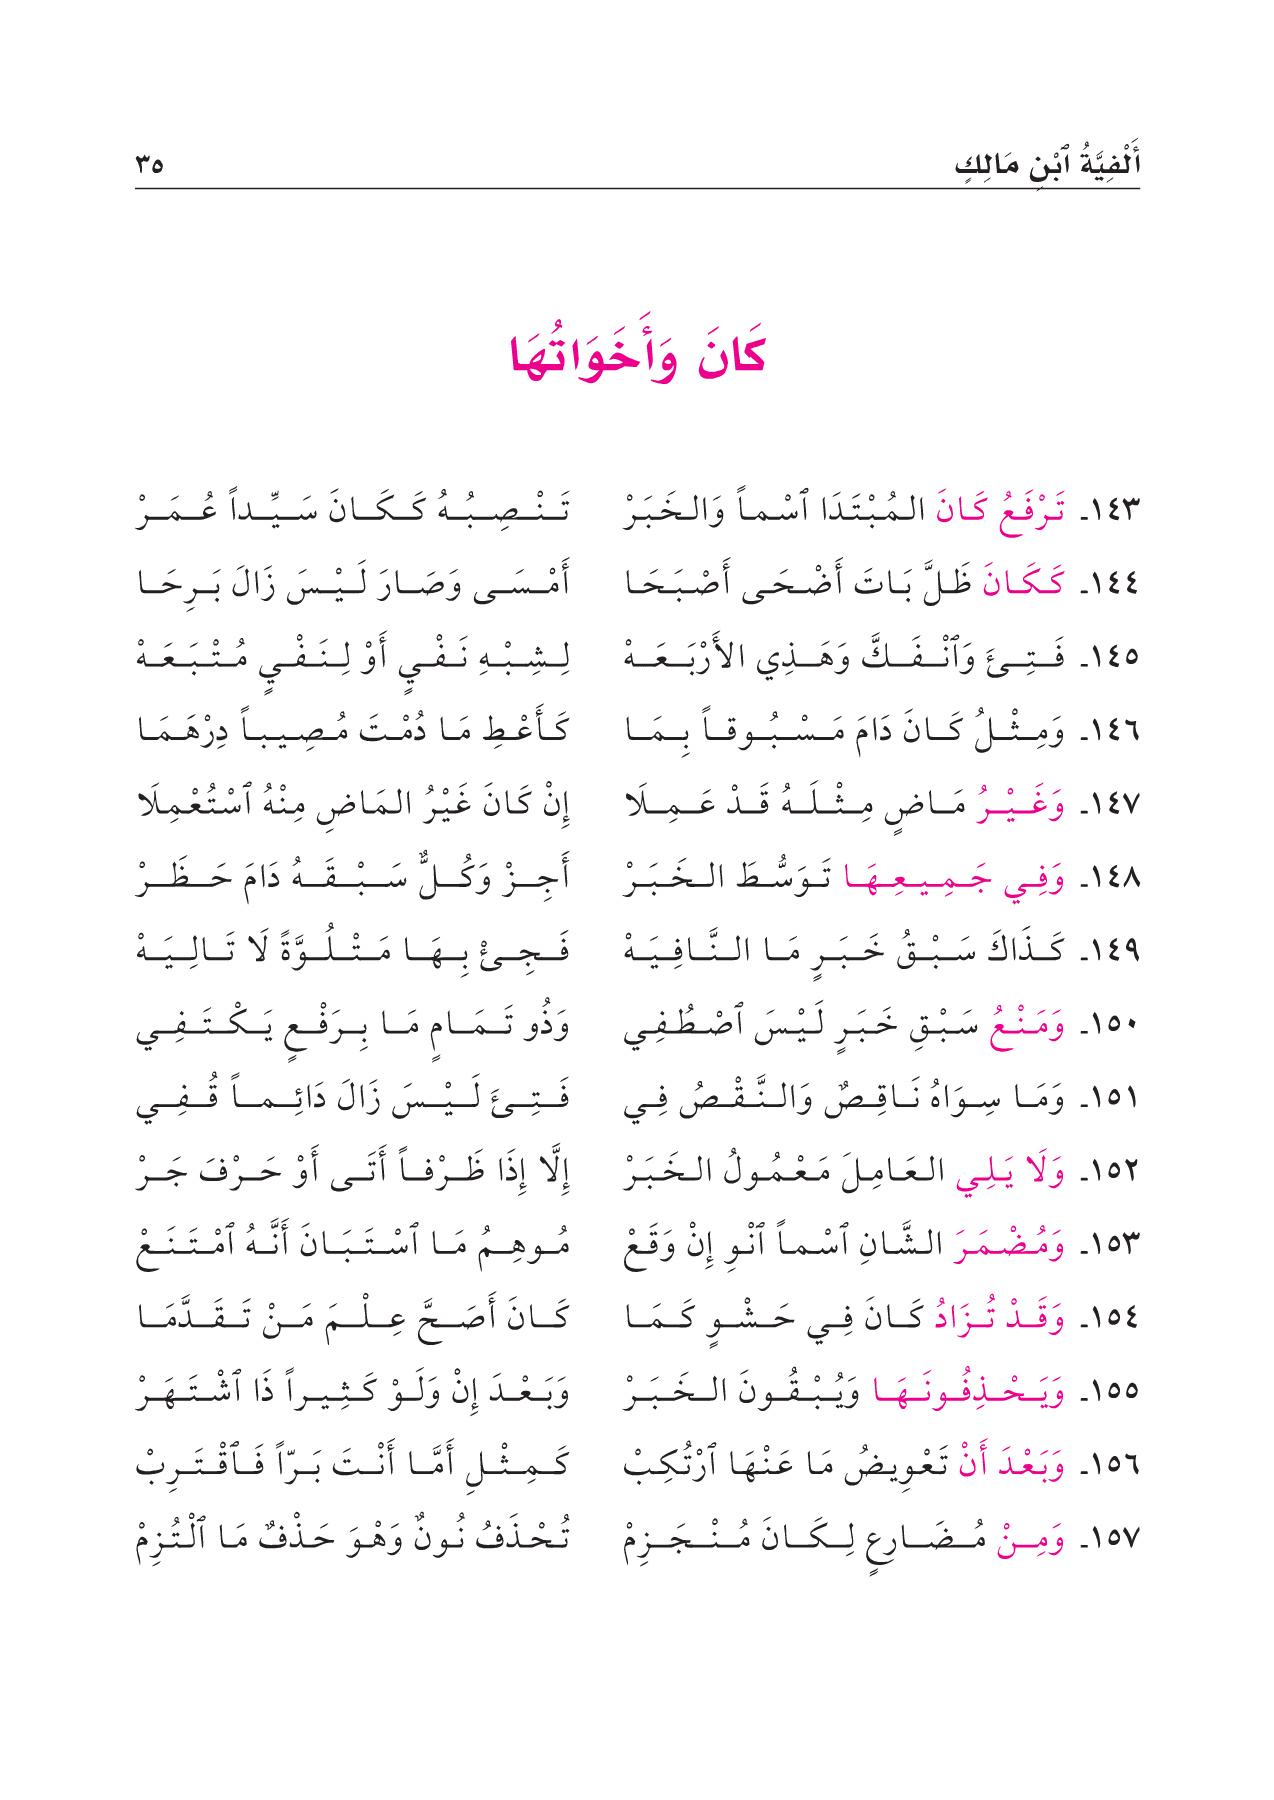 أَلْفِيَّةُ ٱبْنِ مَالِكٍ ٣٥
كَانَ وَأَخَوَاتُهَا
١٤٣ـ تَرْفَعُ كَانَ المُبْتَدَا ٱسْماً وَالخَبَرْ تَنْصِبُهُ كَكَانَ سَيِّداً عُمَرْ
١٤٤ـ كَكَانَ ظَلَّ بَاتَ أَضْحَى أَصْبَحَا أَمْسَى وَصَارَ لَيْسَ زَالَ بَرِحَا
١٤٥ـ فَتِئَ وَٱنْفَكَّ وَهَذِي الأَرْبَعَهْ لِشِبْهِ نَفْيٍ أَوْ لِنَفْيٍ مُتْبَعَهْ
١٤٦ـ وَمِثْلُ كَانَ دَامَ مَسْبُوقاً بِمَا كَأَعْطِ مَا دُمْتَ مُصِيباً دِرْهَمَا
١٤٧ـ وَغَيْرُ مَاضٍ مِثْلَهُ قَدْ عَمِلَا إِنْ كَانَ غَيْرُ المَاضِ مِنْهُ ٱسْتُعْمِلَا
١٤٨ـ وَفِي جَمِيعِهَا تَوَسُّطَ الخَبَرْ أَجِزْ وَكُلٌّ سَبْقَهُ دَامَ حَظَرْ
١٤٩ـ كَذَاكَ سَبْقُ خَبَرٍ مَا النَّافِيَهْ فَجِئْ بِهَا مَتْلُوَّةً لَا تَالِيَهْ
١٥٠ـ وَمَنْعُ سَبْقِ خَبَرٍ لَيْسَ ٱصْطُفِي وَذُو تَمَامٍ مَا بِرَفْعٍ يَكْتَفِي
١٥١ـ وَمَا سِوَاهُ نَاقِصٌ وَالنَّقْصُ فِي فَتِئَ لَيْسَ زَالَ دَائِماً قُفِي
١٥٢ـ وَلَا يَلِي العَامِلَ مَعْمُولُ الخَبَرْ إِلَّا إِذَا ظَرْفاً أَتَى أَوْ حَرْفَ جَرْ
١٥٣ـ وَمُضْمَرَ الشَّانِ ٱسْماً ٱنْوِ إِنْ وَقَعْ مُوهِمُ مَا ٱسْتَبَانَ أَنَّهُ ٱمْتَنَعْ
١٥٤ـ وَقَدْ تُزَادُ كَانَ فِي حَشْوٍ كَمَا كَانَ أَصَحَّ عِلْمَ مَنْ تَقَدَّمَا
١٥٥ـ وَيَحْذِفُونَهَا وَيُبْقُونَ الخَبَرْ وَبَعْدَ إِنْ وَلَوْ كَثِيراً ذَا ٱشْتَهَرْ
١٥٦ـ وَبَعْدَ أَنْ تَعْوِيضُ مَا عَنْهَا ٱرْتُكِبْ كَمِثْلِ أَمَّا أَنْتَ بَرّاً فَٱقْتَرِبْ
١٥٧ـ وَمِنْ مُضَارِعٍ لِكَانَ مُنْجَزِمْ تُحْذَفُ نُونٌ وَهْوَ حَذْفٌ مَا ٱلْتُزِمْ